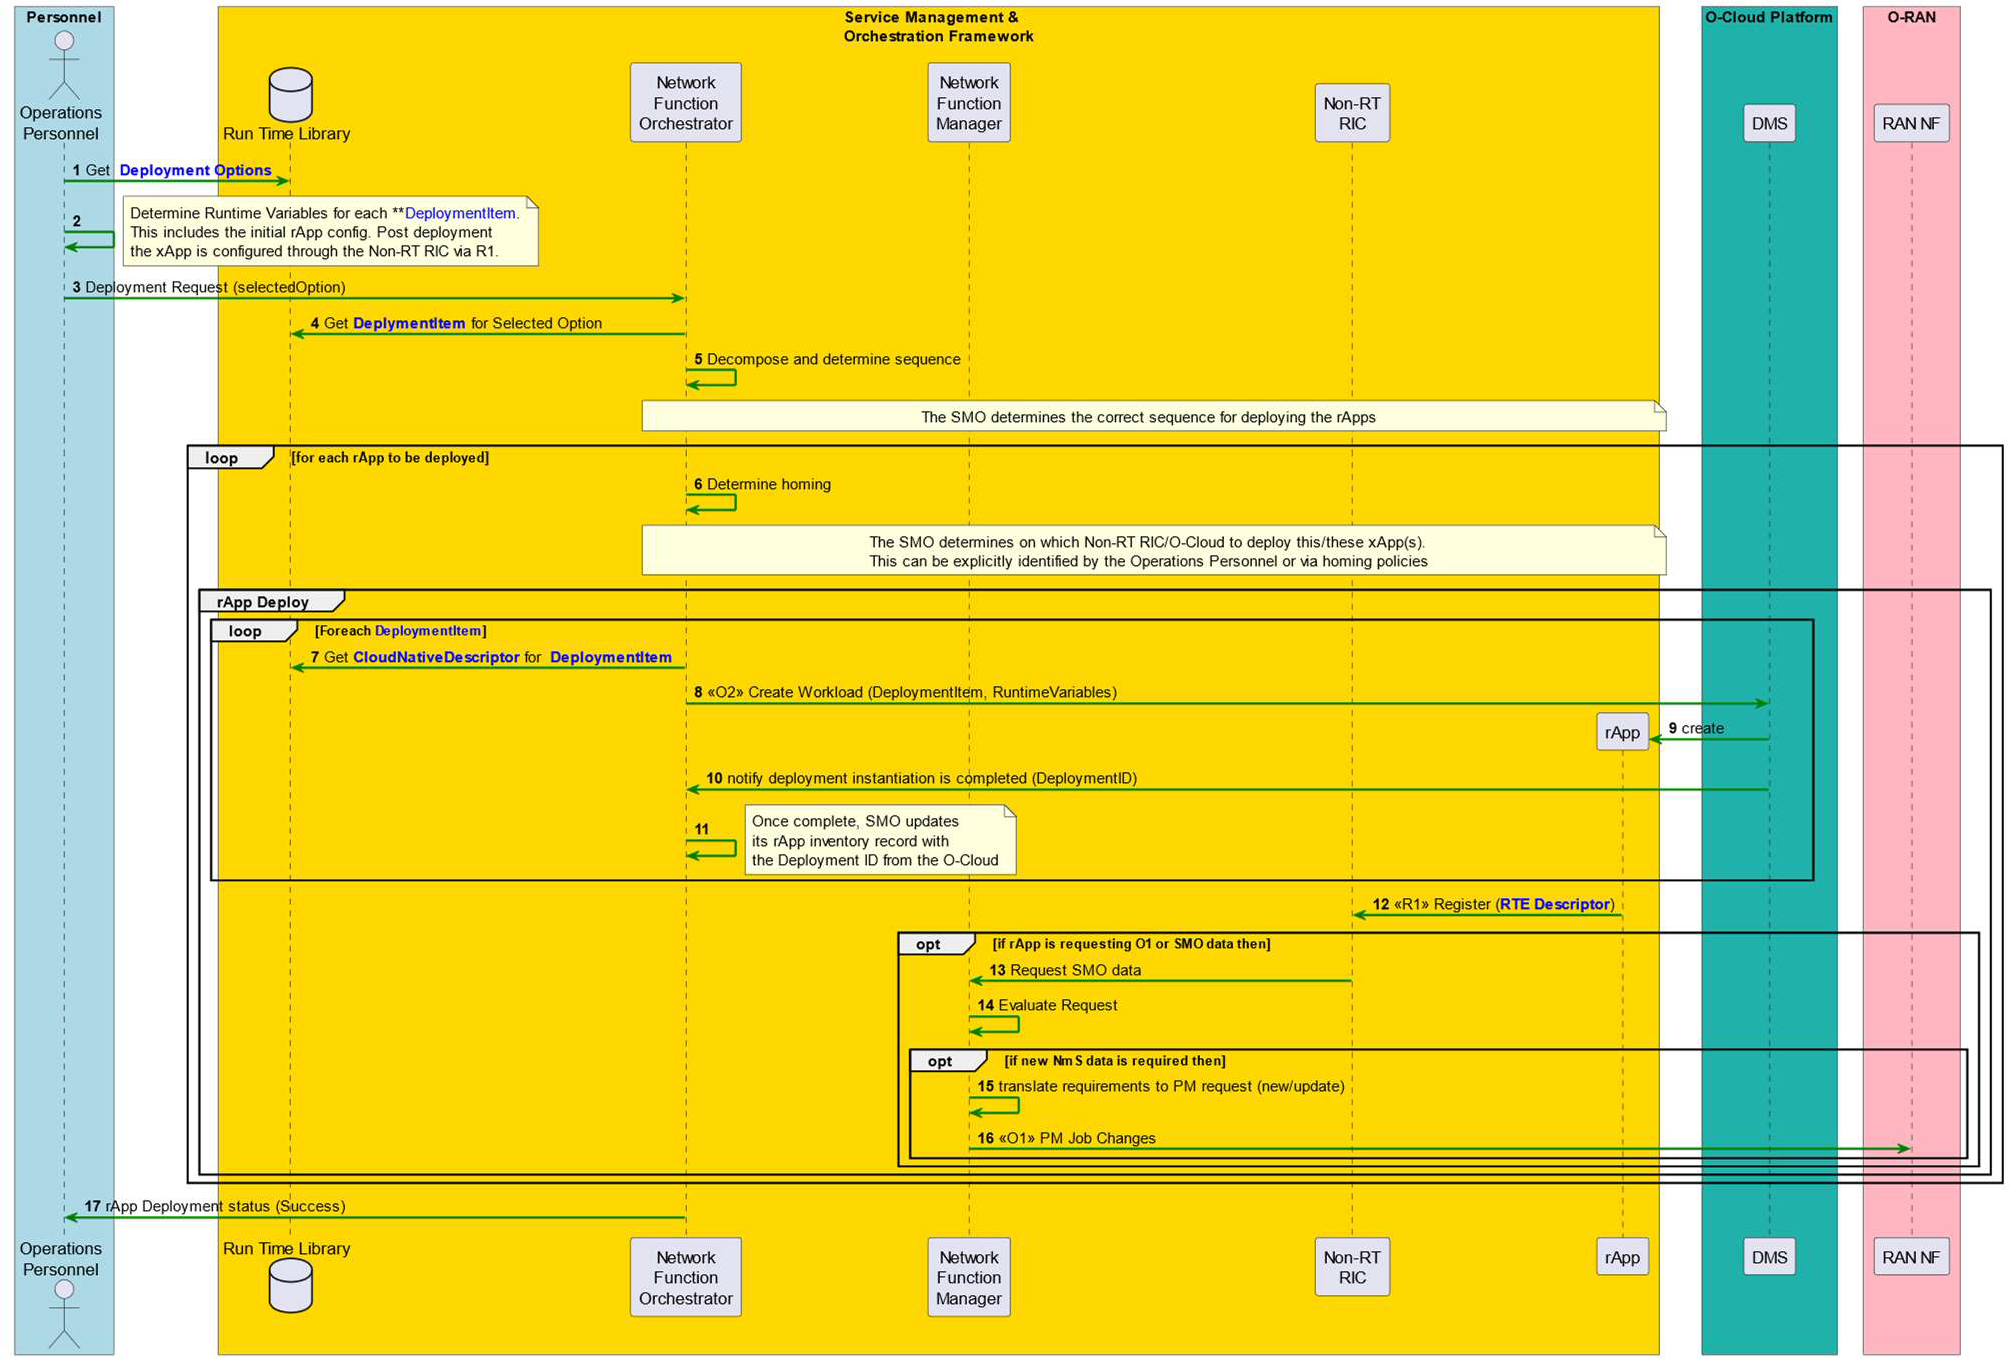 Personnel
Service Management &
Orchestration Framework
O-Cloud Platform
O-RAN
Operations
Personnel
Run Time Library
Network
Function
Orchestrator
Network
Function
Manager
Non-RT
RIC
DMS
RAN NF
1 Get Deployment Options
2
Determine Runtime Variables for each **DeploymentItem.
This includes the initial rApp config. Post deployment
the xApp is configured through the Non-RT RIC via R1.
3 Deployment Request (selectedOption)
4 Get DeplymentItem for Selected Option
5 Decompose and determine sequence
The SMO determines the correct sequence for deploying the rApps
loop [for each rApp to be deployed]
6 Determine homing
The SMO determines on which Non-RT RIC/O-Cloud to deploy this/these xApp(s).
This can be explicitly identified by the Operations Personnel or via homing policies
rApp Deploy
loop [Foreach DeploymentItem]
7 Get CloudNativeDescriptor for DeploymentItem
8 «O2» Create Workload (DeploymentItem, RuntimeVariables)
rApp
9 create
10 notify deployment instantiation is completed (DeploymentID)
11
Once complete, SMO updates
its rApp inventory record with
the Deployment ID from the O-Cloud
12 «R1» Register (RTE Descriptor)
opt [if rApp is requesting O1 or SMO data then]
13 Request SMO data
14 Evaluate Request
opt [if new NmS data is required then]
15 translate requirements to PM request (new/update)
16 «O1» PM Job Changes
17 rApp Deployment status (Success)
Operations
Personnel
Run Time Library
Network
Function
Orchestrator
Network
Function
Manager
Non-RT
RIC
rApp
DMS
RAN NF